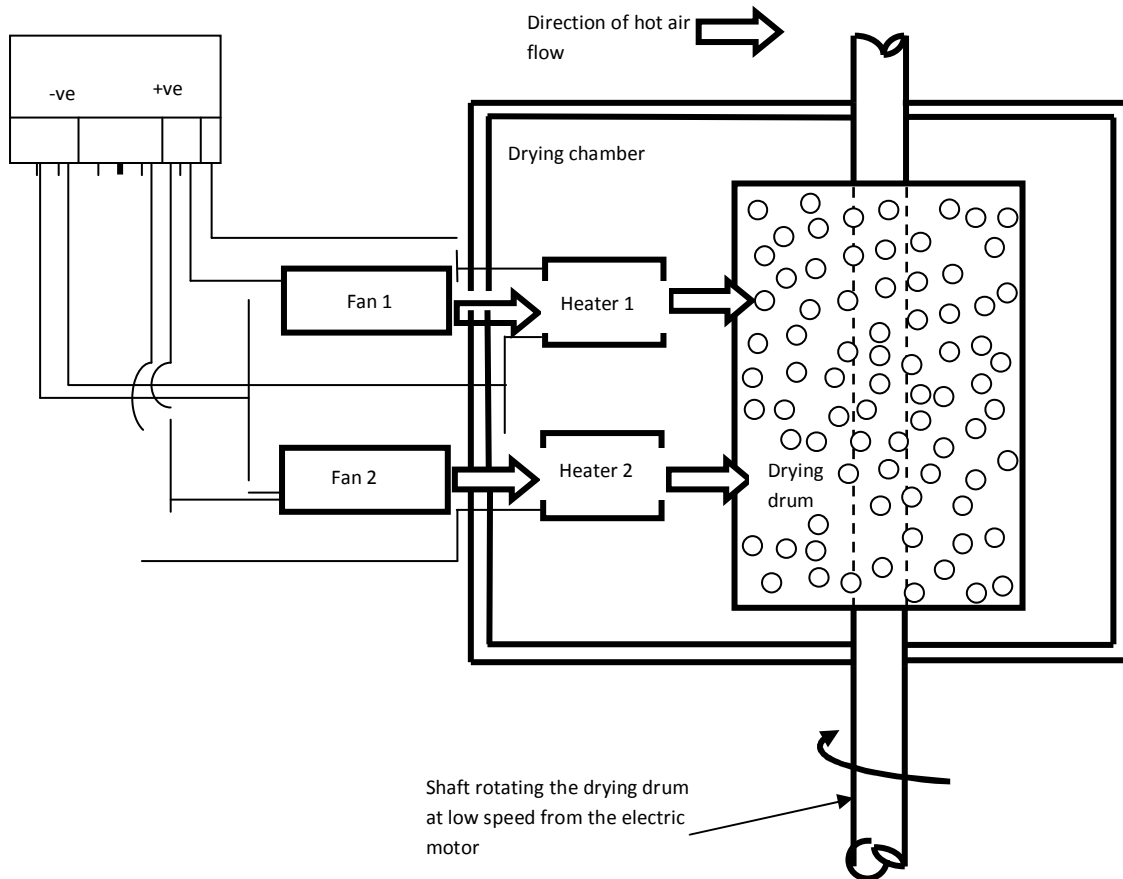 Direction of hot air
flow
-ve +ve
Drying chamber
Fan 1
Heater 1
Fan 2
Heater 2
Drying
drum
Shaft rotating the drying drum
at low speed from the electric
motor